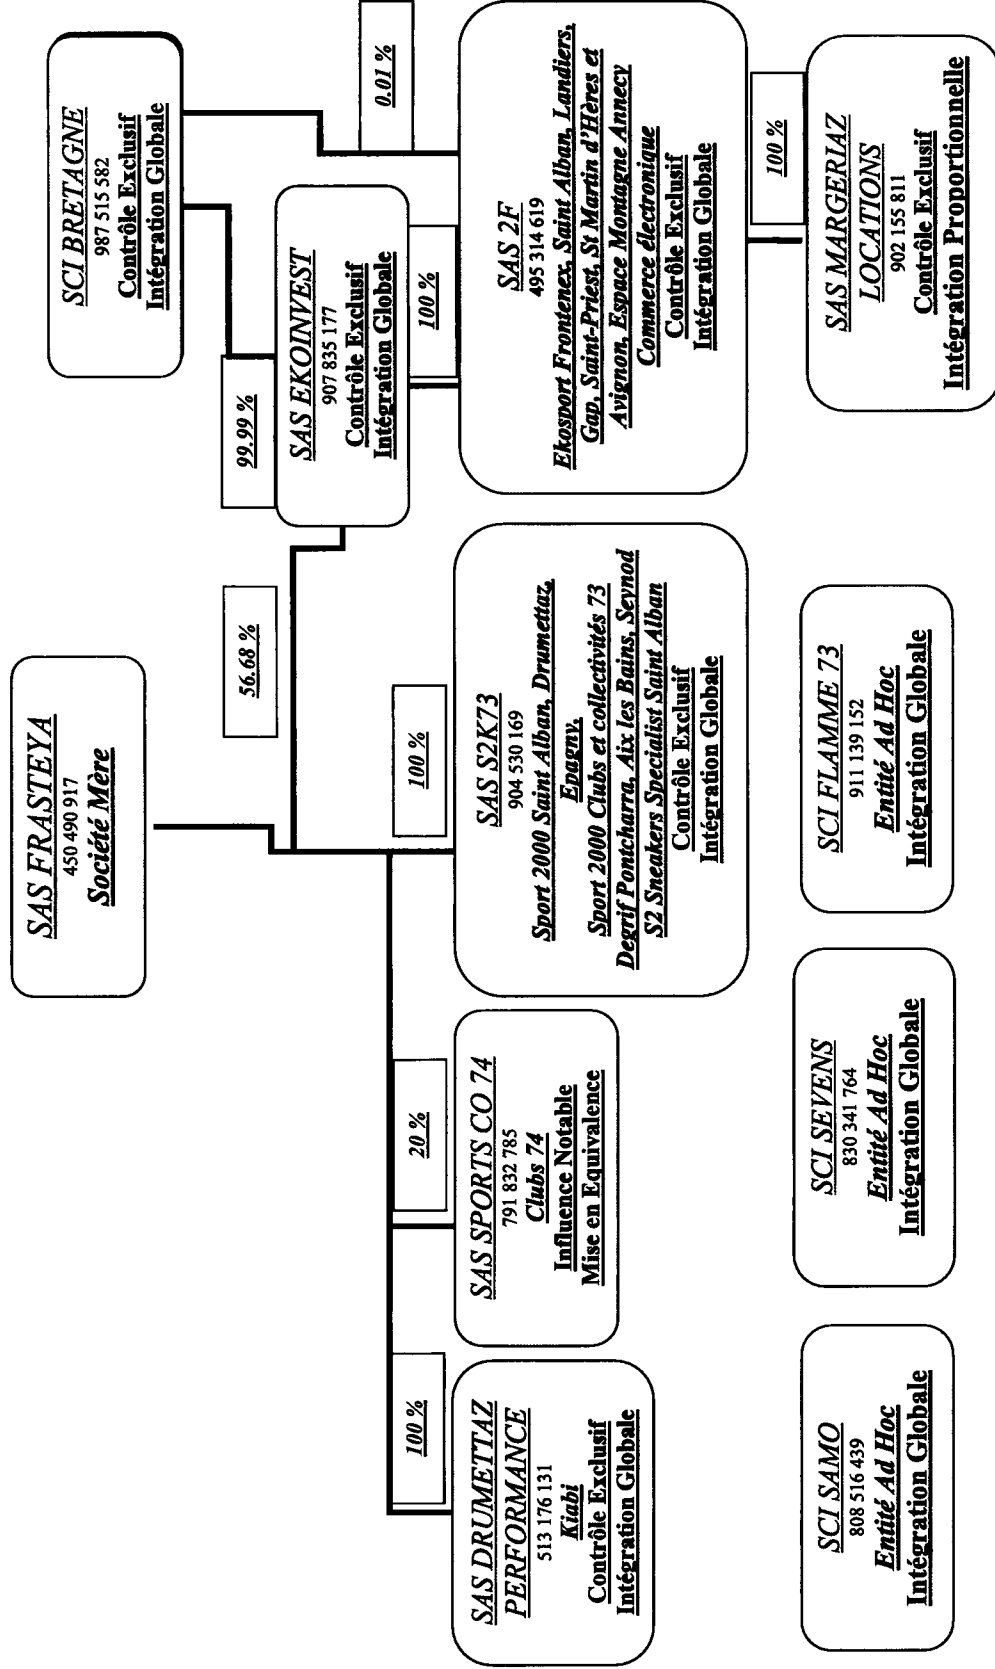 SAS FRASTEYA
450 490 917
Société Mère
SCI BRETAGNE
987 515 582
Contrôle Exclusif
Intégration Globale
56.68 %
99.99 %
0.01 %
SAS EKOINVEST
907 835 177
Contrôle Exclusif
Intégration Globale
100 %
20 %
100 %
100 %
SAS DRUMETTAZ
PERFORMANCE
513 176 131
Kiabi
Contrôle Exclusif
Intégration Globale
SAS SPORTS CO 74
791 832 785
Clubs 74
Influence Notable
Mise en Equivalence
SAS S2K73
904 530 169
Sport 2000 Saint Alban, Drumettaz,
Epagny,
Sport 2000 Clubs et collectivités 73
Degrif Pontcharra, Aix les Bains, Seynod
S2 Sneakers Specialist Saint Alban
Contrôle Exclusif
Intégration Globale
SAS 2F
495 314 619
Ekosport Frontenex, Saint Alban, Landiers,
Gap, Saint-Priest, St Martin d'Hères et
Avignon, Espace Montagne Annecy
Commerce électronique
Contrôle Exclusif
Intégration Globale
100 %
SCI SAMO
808 516 439
Entité Ad Hoc
Intégration Globale
SCI SEVENS
830 341 764
Entité Ad Hoc
Intégration Globale
SCI FLAMME 73
911 139 152
Entité Ad Hoc
Intégration Globale
SAS MARGERIAZ
LOCATIONS
902 155 811
Contrôle Exclusif
Intégration Proportionnelle